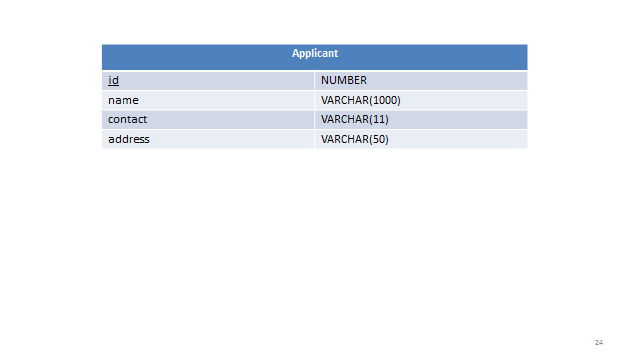 Applicant
id NUMBER
name VARCHAR(1000)
contact VARCHAR(11)
address VARCHAR(50)
24